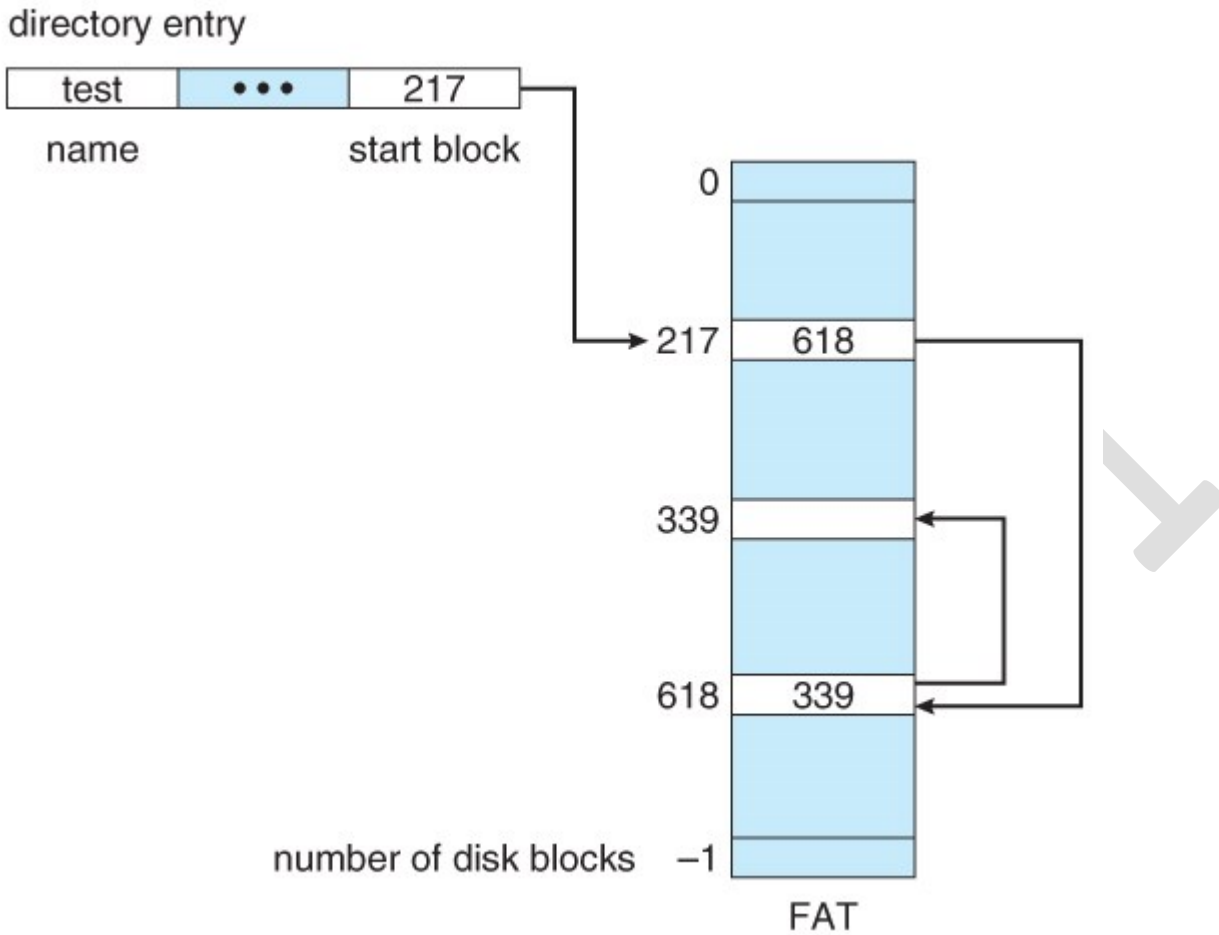 directory entry
test ••• 217
name start block
0
217 618
339
618 339
number of disk blocks –1
FAT